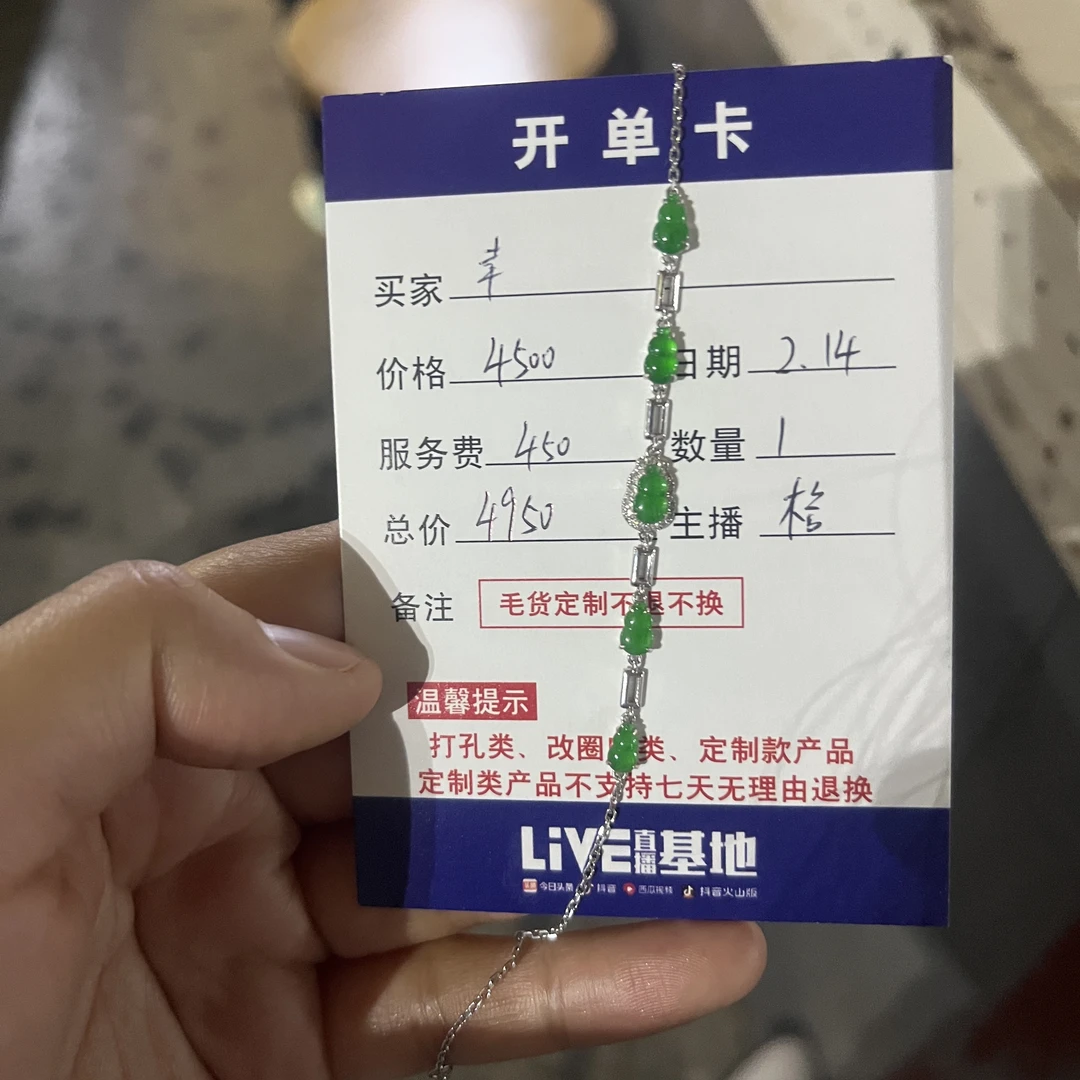 开单卡
买家 丰
价格 4500 日期 2.14
服务费 450 数量 1
总价 4950 主播
备注 毛货定制不退不换
温馨提示
打孔类、改圈口类、定制款产品
定制类产品不支持七天无理由退换
LiVE直播基地
今日头条 抖音 西瓜视频 抖音火山版